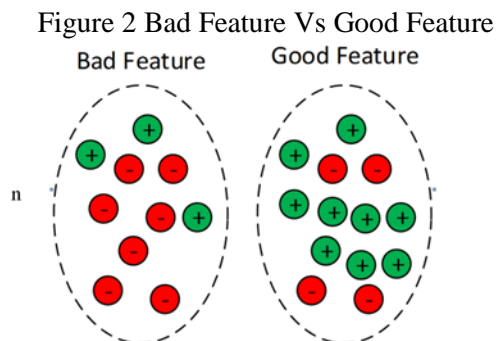 Figure 2 Bad Feature Vs Good Feature
Bad Feature Good Feature
+ +
+ +
- - - -
n
- - + + + + +
- + + +
- - - -